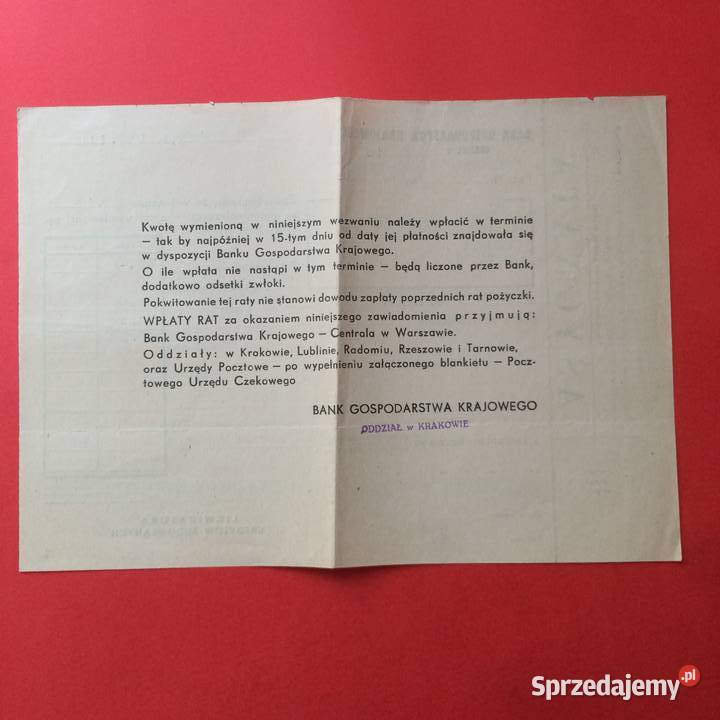 Kwotę wymienioną w niniejszym wezwaniu należy wpłacić w terminie
– tak by najpóźniej w 15-tym dniu od daty jej płatności znajdowała się
w dyspozycji Banku Gospodarstwa Krajowego.
O ile wpłata nie nastąpi w tym terminie – będą liczone przez Bank,
dodatkowo odsetki zwłoki.
Pokwitowanie tej raty nie stanowi dowodu zapłaty poprzednich rat pożyczki.
WPŁATY RAT za okazaniem niniejszego zawiadomienia przyjmują:
Bank Gospodarstwa Krajowego – Centrala w Warszawie.
Oddziały: w Krakowie, Lublinie, Radomiu, Rzeszowie i Tarnowie,
oraz Urzędy Pocztowe – po wypełnieniu załączonego blankietu – Pocz-
towego Urzędu Czekowego
BANK GOSPODARSTWA KRAJOWEGO
ODDZIAŁ w KRAKOWIE
Sprzedajemy.pl